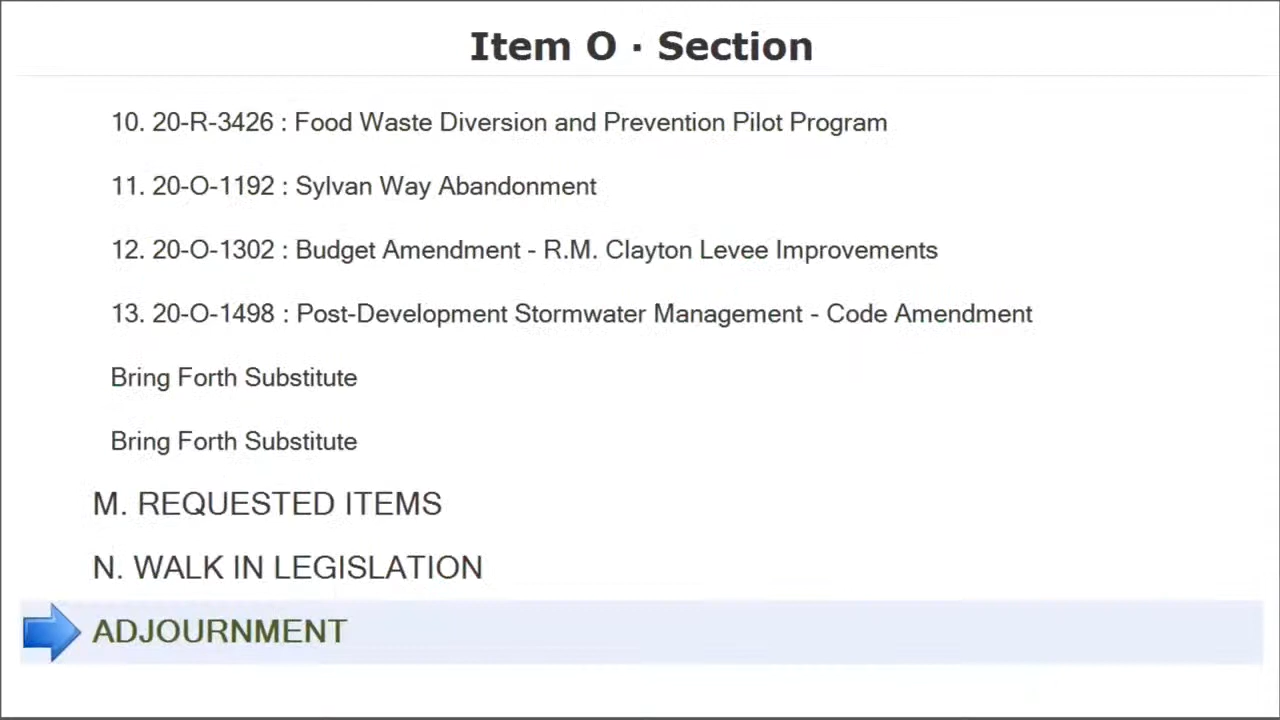 Item O · Section
10. 20-R-3426 : Food Waste Diversion and Prevention Pilot Program
11. 20-O-1192 : Sylvan Way Abandonment
12. 20-O-1302 : Budget Amendment - R.M. Clayton Levee Improvements
13. 20-O-1498 : Post-Development Stormwater Management - Code Amendment
Bring Forth Substitute
Bring Forth Substitute
M. REQUESTED ITEMS
N. WALK IN LEGISLATION
ADJOURNMENT